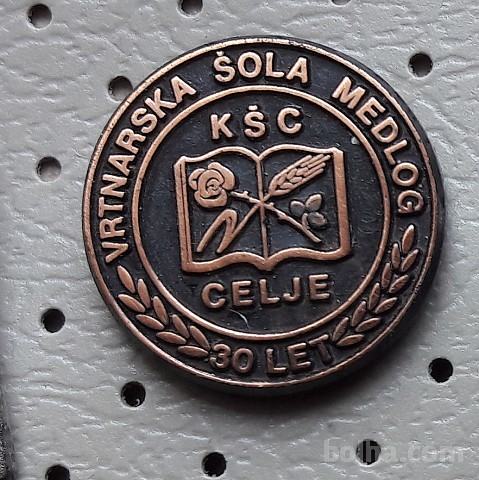 VRTNARSKA ŠOLA MEDLOG
KŠC
CELJE
30 LET
bolha.com